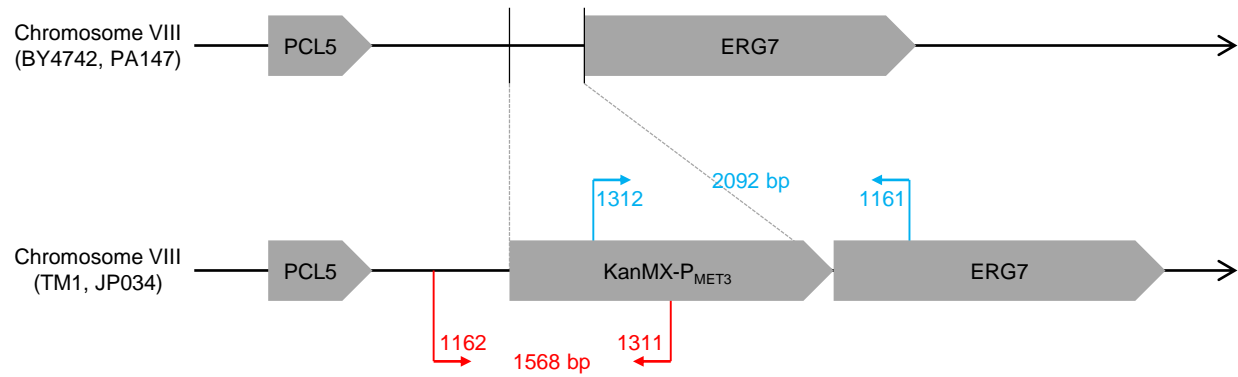 Chromosome VIII
(BY4742, PA147)
PCL5
ERG7
2092 bp
1312
1161
Chromosome VIII
(TM1, JP034)
PCL5
KanMX-PMET3
ERG7
1162
1311
1568 bp